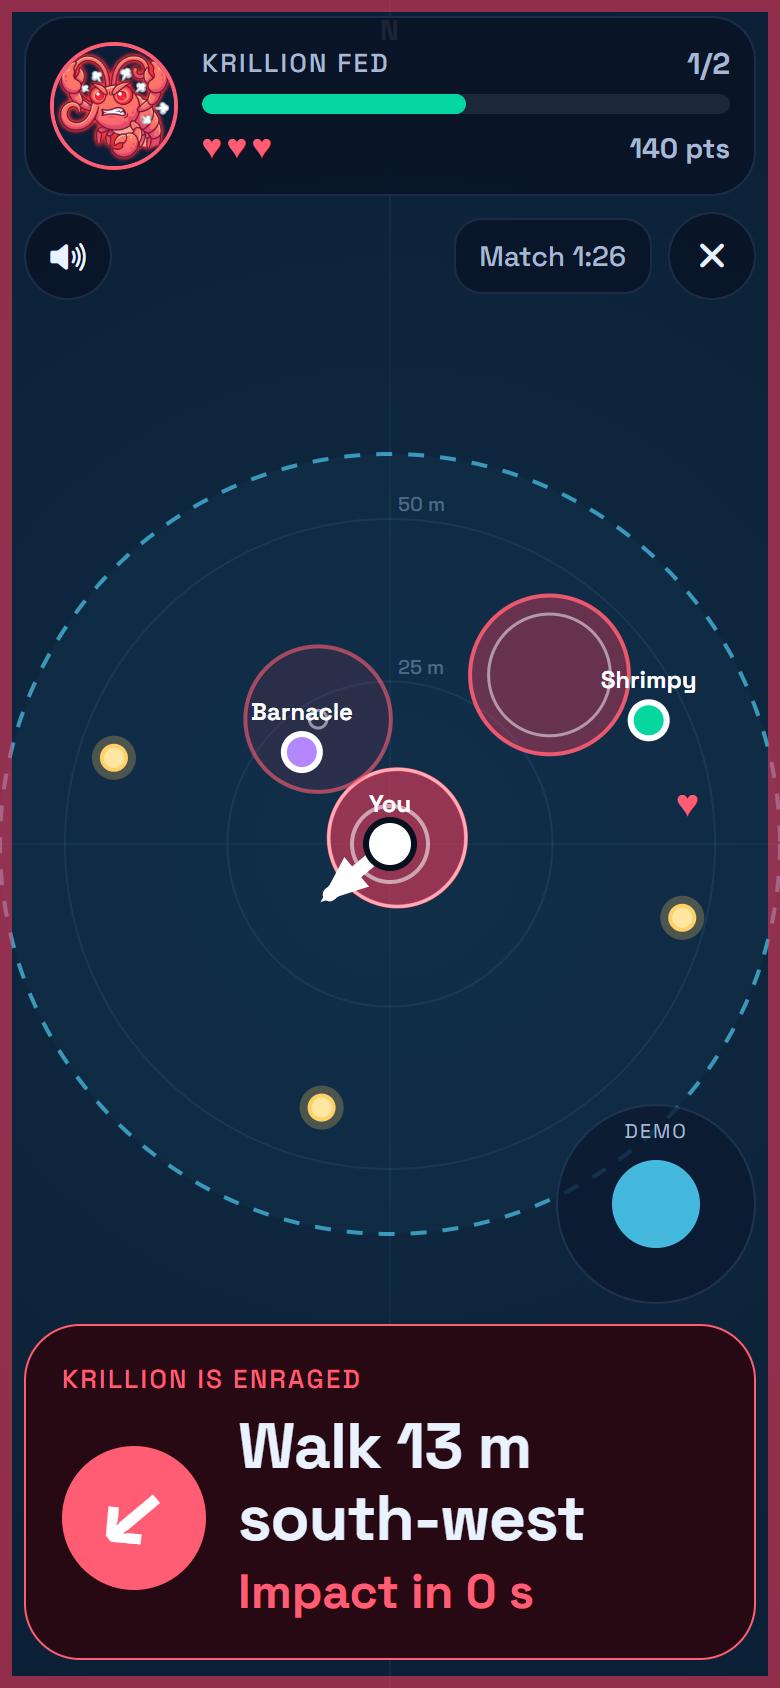 N
KRILLION FED
1/2
140 pts
Match 1:26
50 m
25 m
Shrimpy
Barnacle
You
DEMO
KRILLION IS ENRAGED
Walk 13 m
south-west
Impact in 0 s